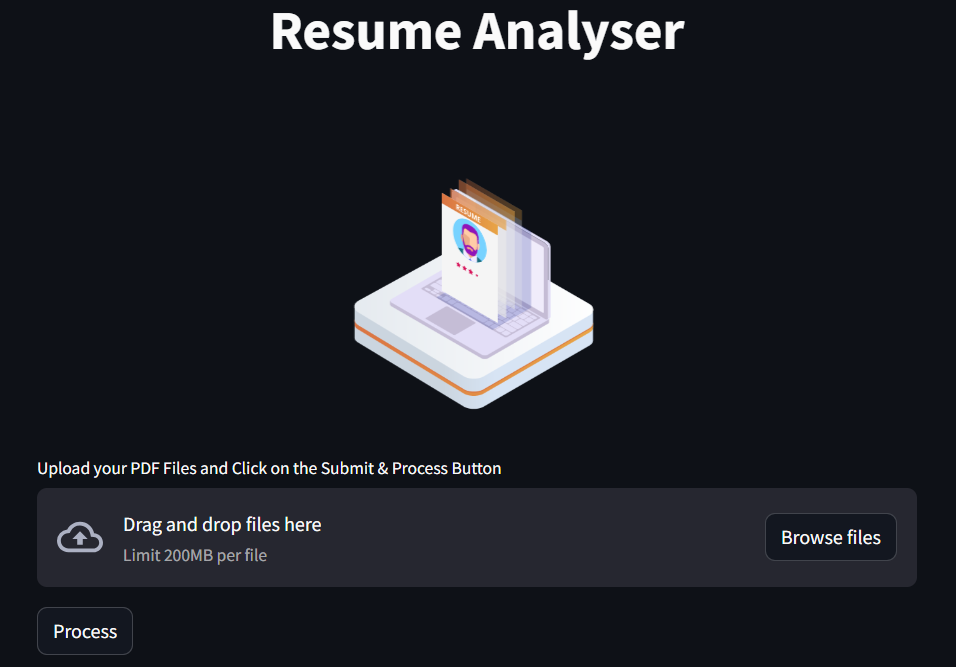 Resume Analyser
RESUME
Upload your PDF Files and Click on the Submit & Process Button
Drag and drop files here
Limit 200MB per file
Browse files
Process